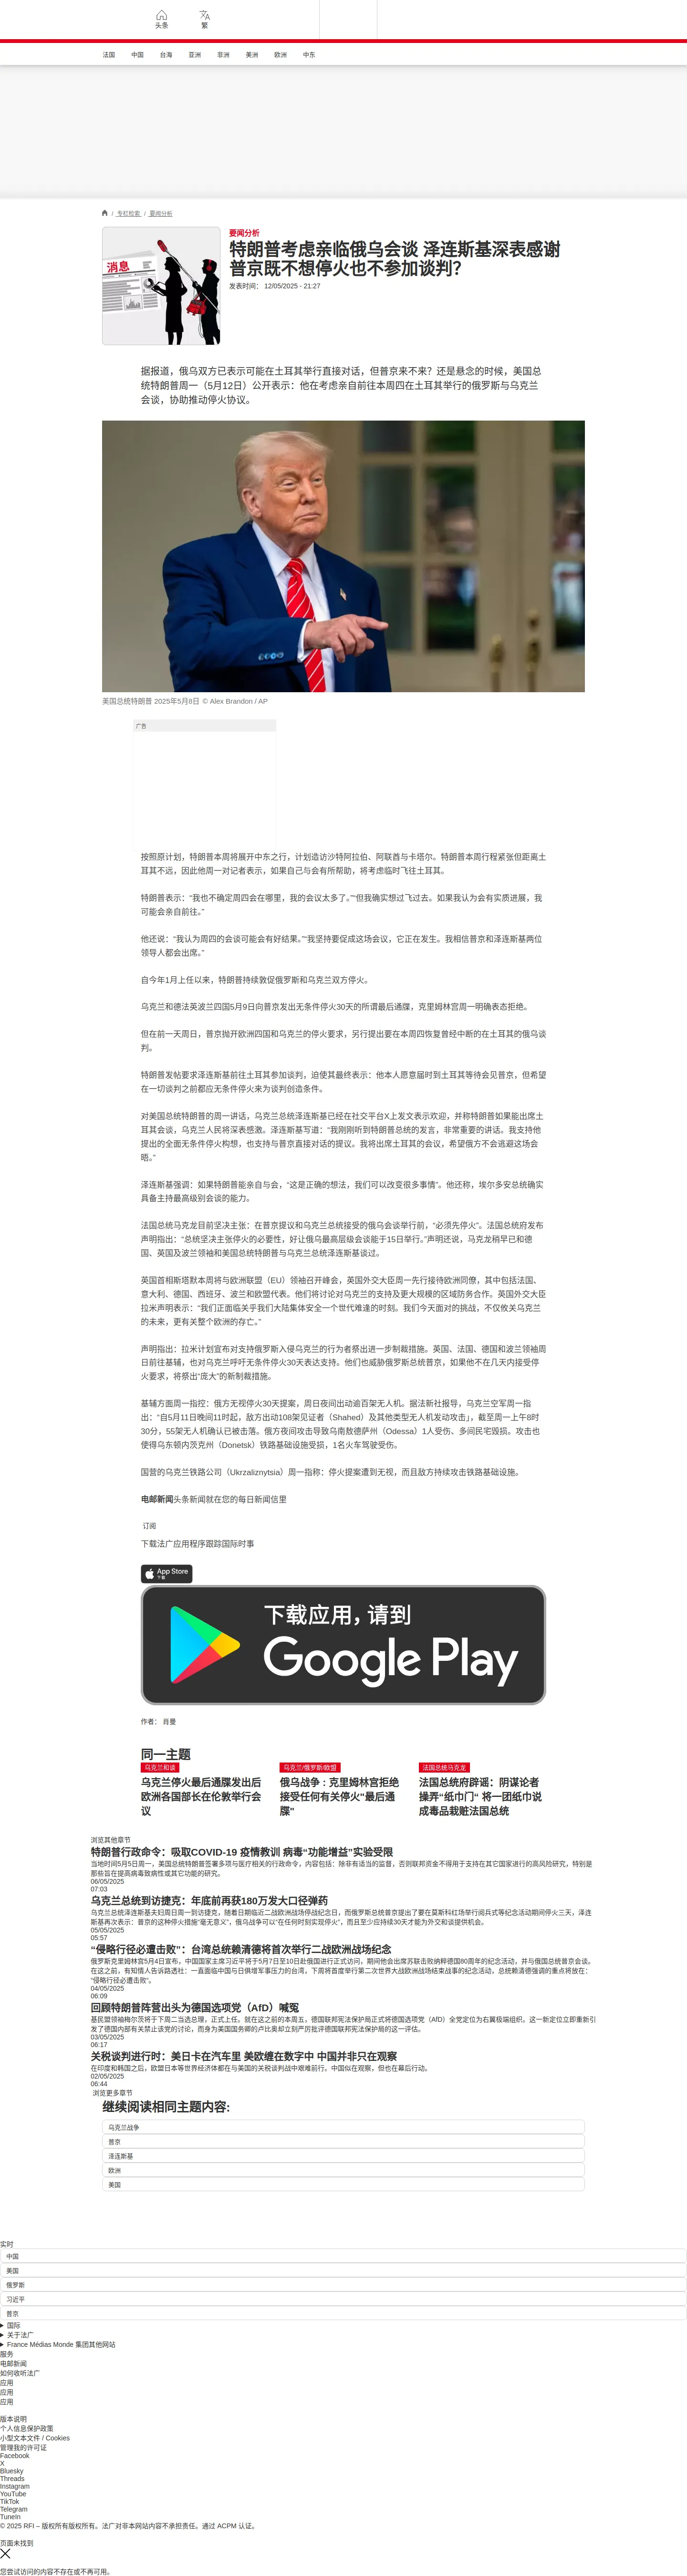 头条
繁
法国 中国 台海 亚洲 非洲 美洲 欧洲 中东
/ 专栏检索 / 要闻分析
消息
要闻分析
特朗普考虑亲临俄乌会谈 泽连斯基深表感谢
普京既不想停火也不参加谈判？
发表时间： 12/05/2025 - 21:27
据报道，俄乌双方已表示可能在土耳其举行直接对话，但普京来不来？还是悬念的时候，美国总
统特朗普周一（5月12日）公开表示：他在考虑亲自前往本周四在土耳其举行的俄罗斯与乌克兰
会谈，协助推动停火协议。
美国总统特朗普 2025年5月8日 © Alex Brandon / AP
广告
按照原计划，特朗普本周将展开中东之行，计划造访沙特阿拉伯、阿联酋与卡塔尔。特朗普本周行程紧张但距离土
耳其不远，因此他周一对记者表示，如果自己与会有所帮助，将考虑临时飞往土耳其。
特朗普表示：“我也不确定周四会在哪里，我的会议太多了。”“但我确实想过飞过去。如果我认为会有实质进展，我
可能会亲自前往。”
他还说：“我认为周四的会谈可能会有好结果。”“我坚持要促成这场会议，它正在发生。我相信普京和泽连斯基两位
领导人都会出席。”
自今年1月上任以来，特朗普持续敦促俄罗斯和乌克兰双方停火。
乌克兰和德法英波兰四国5月9日向普京发出无条件停火30天的所谓最后通牒，克里姆林宫周一明确表态拒绝。
但在前一天周日，普京抛开欧洲四国和乌克兰的停火要求，另行提出要在本周四恢复曾经中断的在土耳其的俄乌谈
判。
特朗普发帖要求泽连斯基前往土耳其参加谈判，迫使其最终表示：他本人愿意届时到土耳其等待会见普京，但希望
在一切谈判之前都应无条件停火来为谈判创造条件。
对美国总统特朗普的周一讲话，乌克兰总统泽连斯基已经在社交平台X上发文表示欢迎，并称特朗普如果能出席土
耳其会谈，乌克兰人民将深表感激。泽连斯基写道：“我刚刚听到特朗普总统的发言，非常重要的讲话。我支持他
提出的全面无条件停火构想，也支持与普京直接对话的提议。我将出席土耳其的会议，希望俄方不会逃避这场会
晤。”
泽连斯基强调：如果特朗普能亲自与会，“这是正确的想法，我们可以改变很多事情”。他还称，埃尔多安总统确实
具备主持最高级别会谈的能力。
法国总统马克龙目前坚决主张：在普京提议和乌克兰总统接受的俄乌会谈举行前，“必须先停火”。法国总统府发布
声明指出：“总统坚决主张停火的必要性，好让俄乌最高层级会谈能于15日举行。”声明还说，马克龙稍早已和德
国、英国及波兰领袖和美国总统特朗普与乌克兰总统泽连斯基谈过。
英国首相斯塔默本周将与欧洲联盟（EU）领袖召开峰会，英国外交大臣周一先行接待欧洲同僚，其中包括法国、
意大利、德国、西班牙、波兰和欧盟代表。他们将讨论对乌克兰的支持及更大规模的区域防务合作。英国外交大臣
拉米声明表示：“我们正面临关乎我们大陆集体安全一个世代难逢的时刻。我们今天面对的挑战，不仅攸关乌克兰
的未来，更有关整个欧洲的存亡。”
声明指出：拉米计划宣布对支持俄罗斯入侵乌克兰的行为者祭出进一步制裁措施。英国、法国、德国和波兰领袖周
日前往基辅，也对乌克兰呼吁无条件停火30天表达支持。他们也威胁俄罗斯总统普京，如果他不在几天内接受停
火要求，将祭出“庞大”的新制裁措施。
基辅方面周一指控：俄方无视停火30天提案，周日夜间出动逾百架无人机。据法新社报导，乌克兰空军周一指
出：“自5月11日晚间11时起，敌方出动108架见证者（Shahed）及其他类型无人机发动攻击」，截至周一上午8时
30分，55架无人机确认已被击落。俄方夜间攻击导致乌南敖德萨州（Odessa）1人受伤、多间民宅毁损。攻击也
使得乌东顿内茨克州（Donetsk）铁路基础设施受损，1名火车驾驶受伤。
国营的乌克兰铁路公司（Ukrzaliznytsia）周一指称：停火提案遭到无视，而且敌方持续攻击铁路基础设施。
电邮新闻头条新闻就在您的每日新闻信里
订阅
下载法广应用程序跟踪国际时事
App Store
下载
下载应用，请到
Google Play
作者： 肖曼
同一主题
乌克兰和谈
乌克兰停火最后通牒发出后
欧洲各国部长在伦敦举行会
议
乌克兰/俄罗斯/欧盟
俄乌战争 : 克里姆林宫拒绝
接受任何有关停火"最后通
牒"
法国总统马克龙
法国总统府辟谣：阴谋论者
操弄“纸巾门“ 将一团纸巾说
成毒品栽赃法国总统
浏览其他章节
特朗普行政命令：吸取COVID-19 疫情教训 病毒“功能增益”实验受限
当地时间5月5日周一，美国总统特朗普签署多项与医疗相关的行政命令，内容包括：除非有适当的监督，否则联邦资金不得用于支持在其它国家进行的高风险研究，特别是
那些旨在提高病毒致病性或其它功能的研究。
06/05/2025
07:03
乌克兰总统到访捷克：年底前再获180万发大口径弹药
乌克兰总统泽连斯基夫妇周日周一到访捷克，随着日期临近二战欧洲战场停战纪念日，而俄罗斯总统普京提出了要在莫斯科红场举行阅兵式等纪念活动期间停火三天，泽连
斯基再次表示：普京的这种停火措施“毫无意义”，俄乌战争可以“在任何时刻实现停火”，而且至少应持续30天才能为外交和谈提供机会。
05/05/2025
05:57
“侵略行径必遭击败”：台湾总统赖清德将首次举行二战欧洲战场纪念
俄罗斯克里姆林宫5月4日宣布，中国国家主席习近平将于5月7日至10日赴俄国进行正式访问，期间他会出席苏联击败纳粹德国80周年的纪念活动，并与俄国总统普京会谈。
在这之前，有知情人告诉路透社：一直面临中国与日俱增军事压力的台湾，下周将首度举行第二次世界大战欧洲战场结束战事的纪念活动，总统赖清德强调的重点将放在：
“侵略行径必遭击败”。
04/05/2025
06:09
回顾特朗普阵营出头为德国选项党（AfD）喊冤
基民盟领袖梅尔茨将于下周二当选总理，正式上任。就在这之前的本周五，德国联邦宪法保护局正式将德国选项党（AfD）全党定位为右翼极端组织。这一新定位立即重新引
发了德国内部有关禁止该党的讨论，而身为美国国务卿的卢比奥却立刻严厉批评德国联邦宪法保护局的这一评估。
03/05/2025
06:17
关税谈判进行时：美日卡在汽车里 美欧缠在数字中 中国并非只在观察
在印度和韩国之后，欧盟日本等世界经济体都在与美国的关税谈判战中艰难前行。中国似在观察，但也在幕后行动。
02/05/2025
06:44
浏览更多章节
继续阅读相同主题内容:
乌克兰战争
普京
泽连斯基
欧洲
美国
实时
中国
美国
俄罗斯
习近平
普京
国际
关于法广
France Médias Monde 集团其他网站
服务
电邮新闻
如何收听法广
应用
应用
应用
版本说明
个人信息保护政策
小型文本文件 / Cookies
管理我的许可证
Facebook
X
Bluesky
Threads
Instagram
YouTube
TikTok
Telegram
TuneIn
© 2025 RFI – 版权所有版权所有。法广对非本网站内容不承担责任。通过 ACPM 认证。
页面未找到
您尝试访问的内容不存在或不再可用。